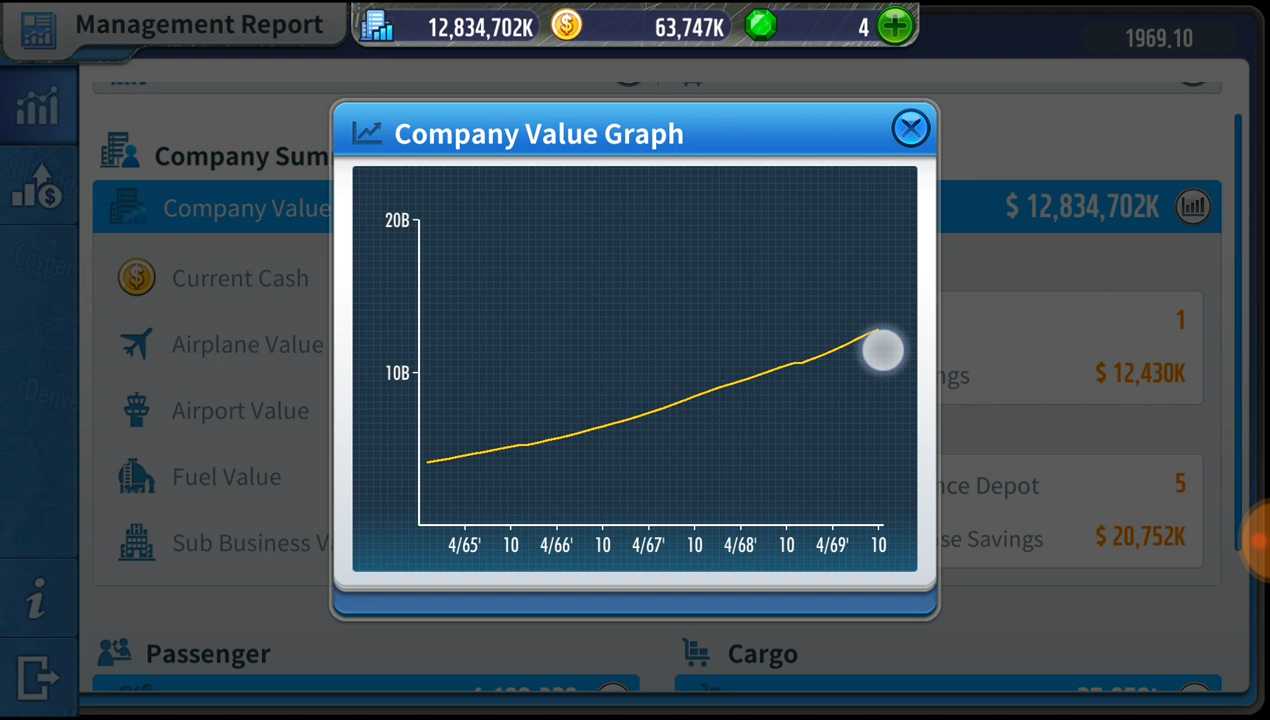 Management Report
12,834,702K
63,747K
4
1969.10
Company Value Graph
Company Sum
Company Value
$ 12,834,702K
20B
10B
4/65' 10 4/66' 10 4/67' 10 4/68' 10 4/69' 10
Current Cash
1
Airplane Value
ngs
$ 12,430K
Airport Value
Fuel Value
nce Depot
5
Sub Business V
se Savings
$ 20,752K
Passenger
Cargo